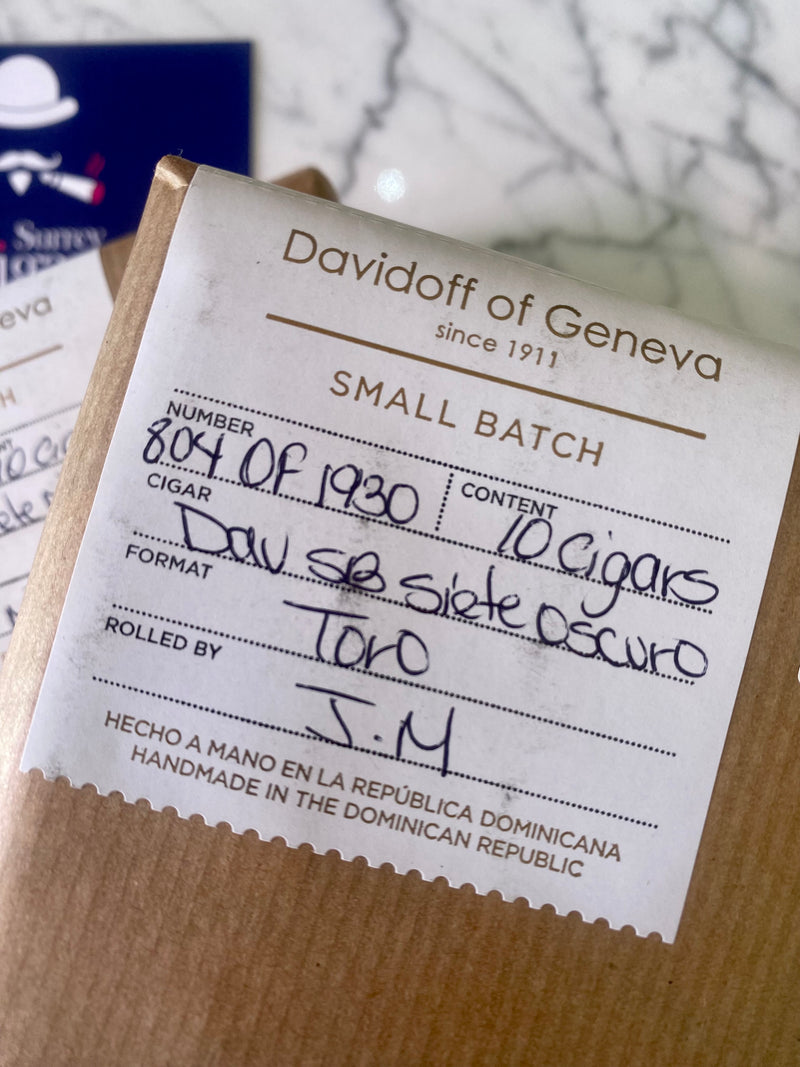 Surrey
eva
H
Davidoff of Geneva
since 1911
SMALL BATCH
NUMBER
804 OF 1930
CONTENT
10 Cigars
CIGAR
Dav SB siete oscuro
FORMAT
Toro
ROLLED BY
J.M
HECHO A MANO EN LA REPÚBLICA DOMINICANA
HANDMADE IN THE DOMINICAN REPUBLIC